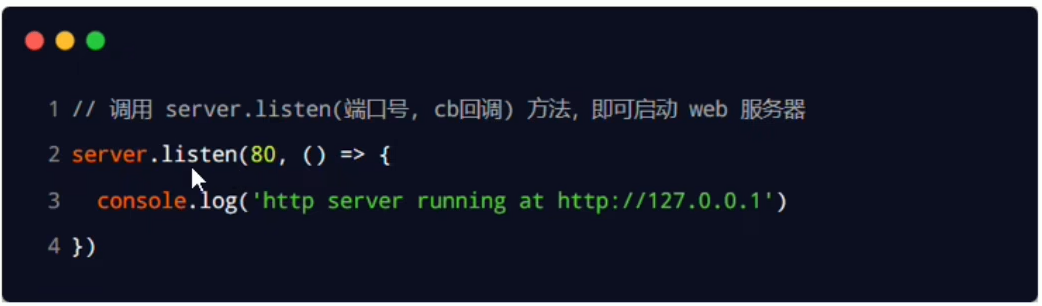 1 // 调用 server.listen(端口号, cb回调) 方法，即可启动 web 服务器
2 server.listen(80, () => {
3   console.log('http server running at http://127.0.0.1')
4 })